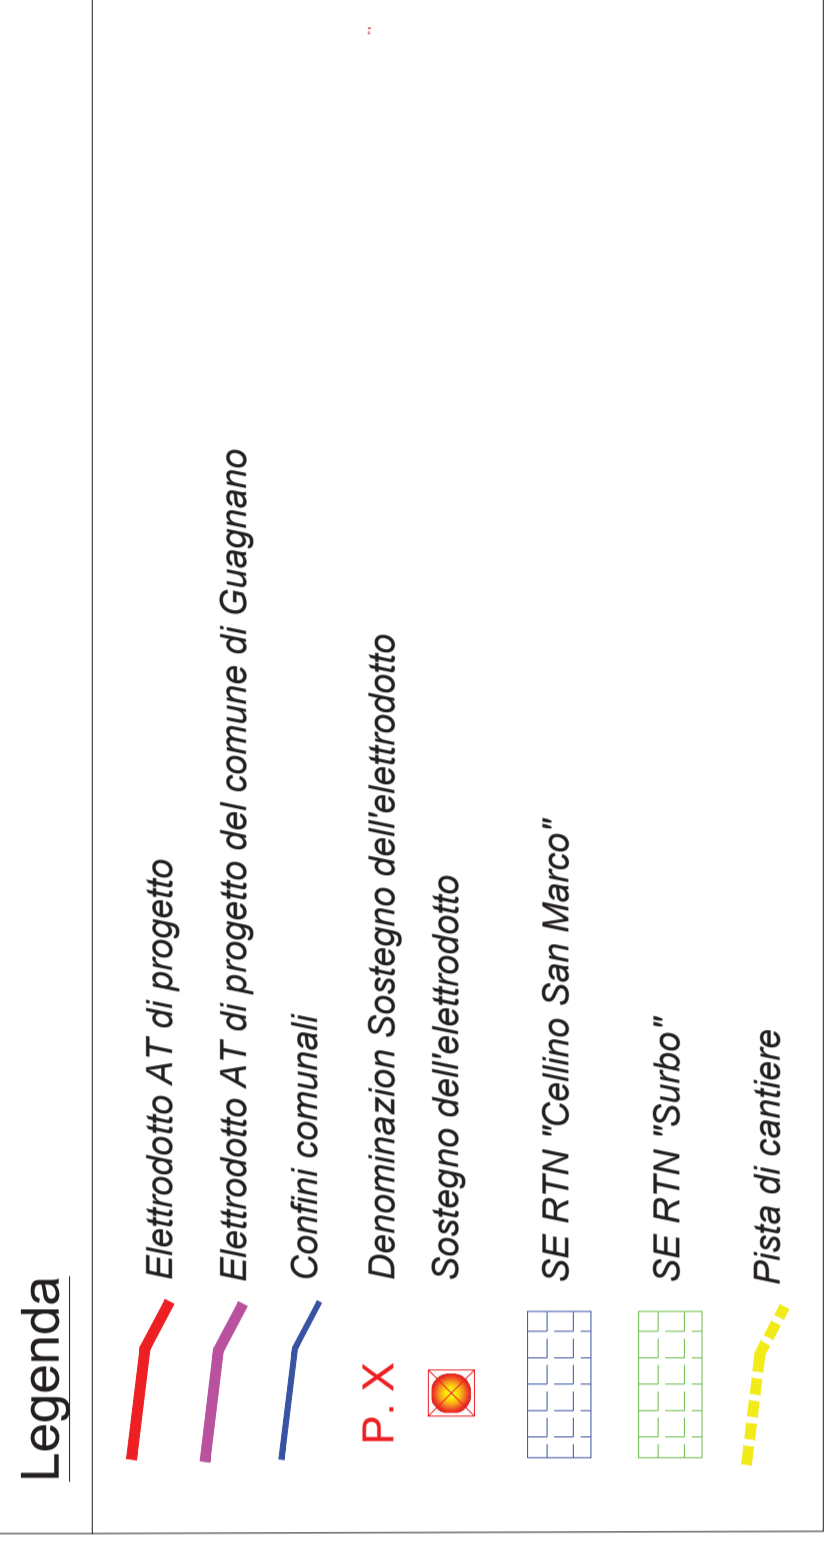 Legenda
Elettrodotto AT di progetto
Elettrodotto AT di progetto del comune di Guagnano
Confini comunali
P. X Denominazion Sostegno dell'elettrodotto
Sostegno dell'elettrodotto
SE RTN "Cellino San Marco"
SE RTN "Surbo"
Pista di cantiere